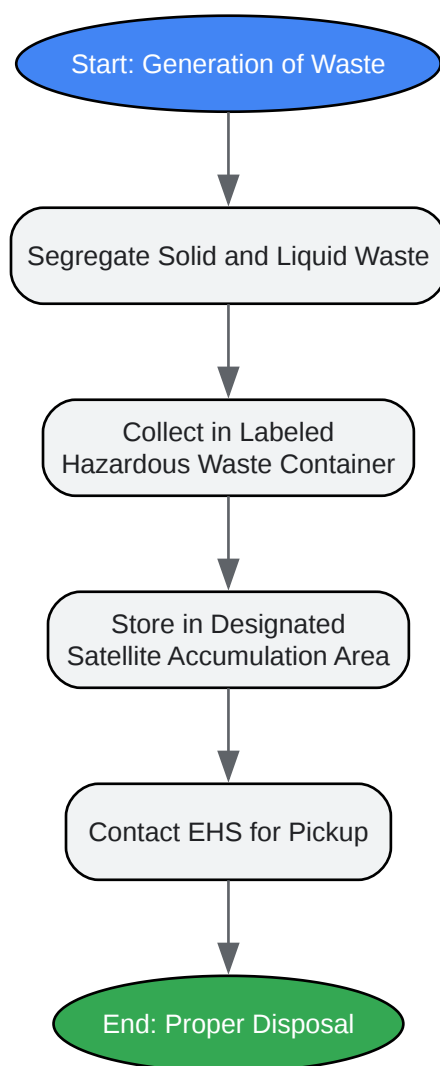 Start: Generation of Waste
Segregate Solid and Liquid Waste
Collect in Labeled
Hazardous Waste Container
Store in Designated
Satellite Accumulation Area
Contact EHS for Pickup
End: Proper Disposal